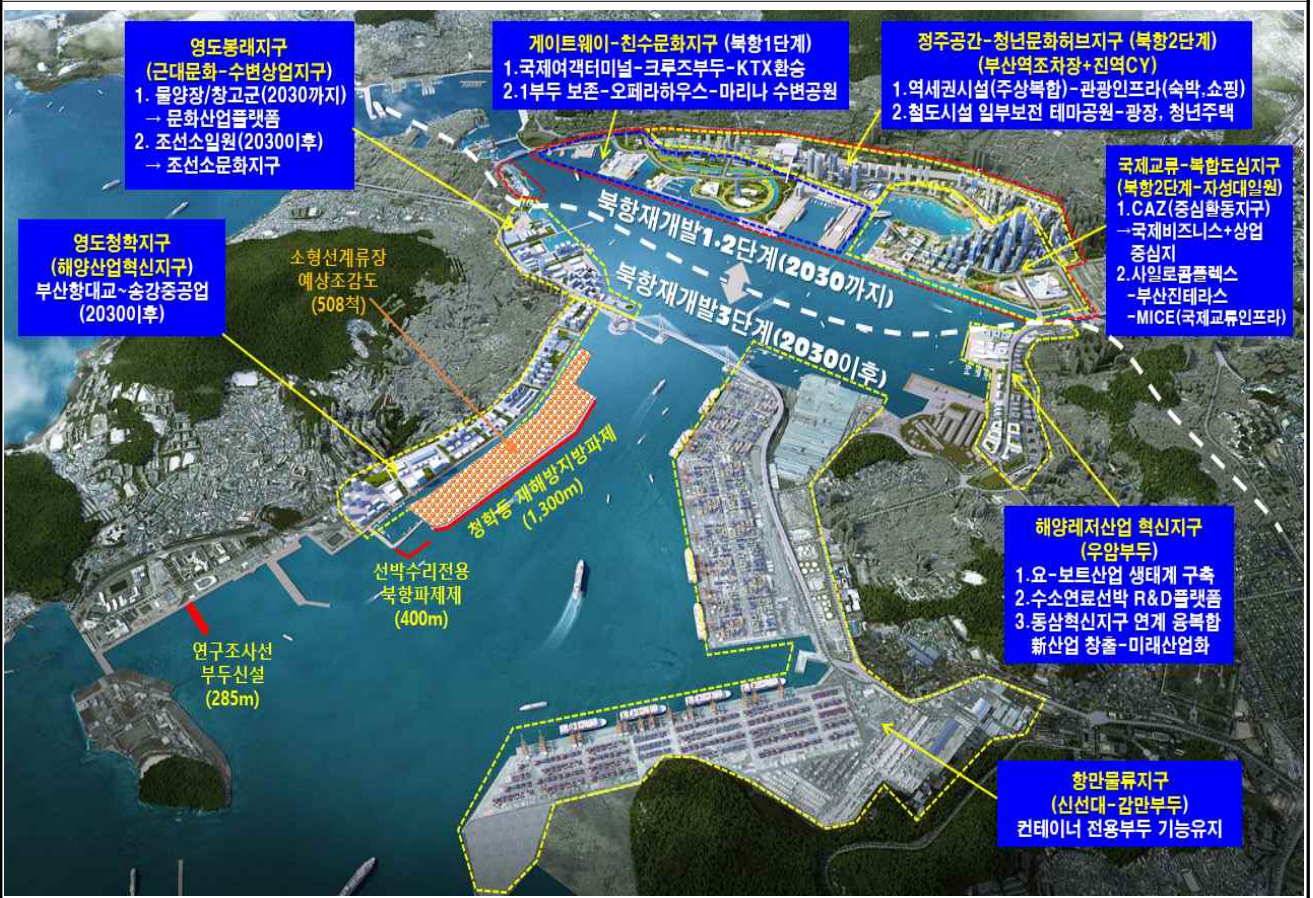 영도봉래지구
(근대문화-수변상업지구)
1. 물양장/창고군(2030까지)
→ 문화산업플랫폼
2. 조선소일원(2030이후)
→ 조선소문화지구
게이트웨이-친수문화지구 (북항1단계)
1.국제여객터미널-크루즈부두-KTX환승
2.1부두 보존-오페라하우스-마리나 수변공원
정주공간-청년문화허브지구 (북항2단계)
(부산역조차장+진역CY)
1.역세권시설(주상복합)-관광인프라(숙박,쇼핑)
2.철도시설 일부보전 테마공원-광장, 청년주택
국제교류-복합도심지구
(북항2단계-자성대일원)
1.CAZ(중심활동지구)
→국제비즈니스+상업
중심지
2.사일로콤플렉스
-부산진테라스
-MICE(국제교류인프라)
영도청학지구
(해양산업혁신지구)
부산항대교~송강중공업
(2030이후)
소형선계류장
예상조감도
(508척)
북항재개발1·2단계(2030까지)
북항재개발3단계(2030이후)
청학동 재해방지방파제
(1,300m)
선박수리전용
북항파제제
(400m)
연구조사선
부두신설
(285m)
해양레저산업 혁신지구
(우암부두)
1.요-보트산업 생태계 구축
2.수소연료선박 R&D플랫폼
3.동삼혁신지구 연계 융복합
新산업 창출-미래산업화
항만물류지구
(신선대-감만부두)
컨테이너 전용부두 기능유지